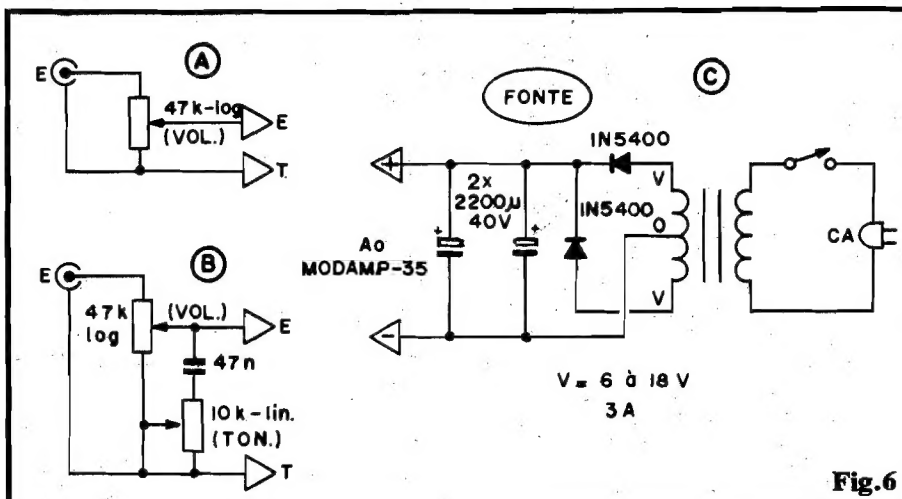 A
E
47k-log
(VOL.)
E
T
B
E
47k
log
(VOL.)
E
47n
10k-lin.
(TON.)
T
FONTE
C
+
1N5400
V
2x
2200µ
40V
1N5400
O
+
+
Ao
MODAMP-35
V
CA
-
V = 6 à 18 V
3A
Fig.6